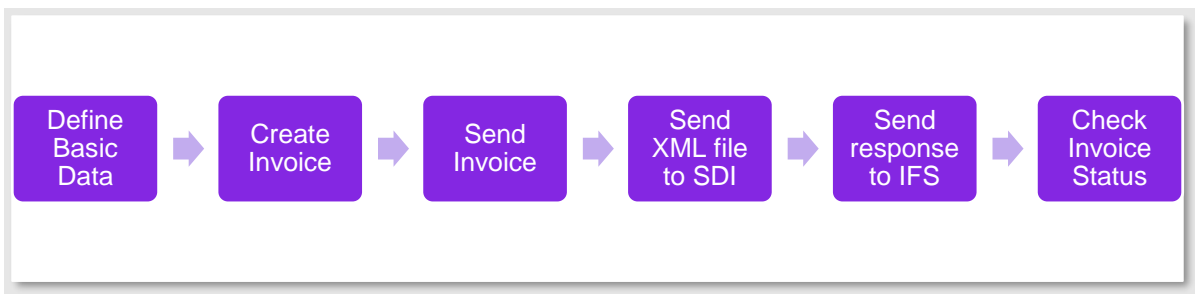 Define
Basic
Data
Create
Invoice
Send
Invoice
Send
XML file
to SDI
Send
response
to IFS
Check
Invoice
Status